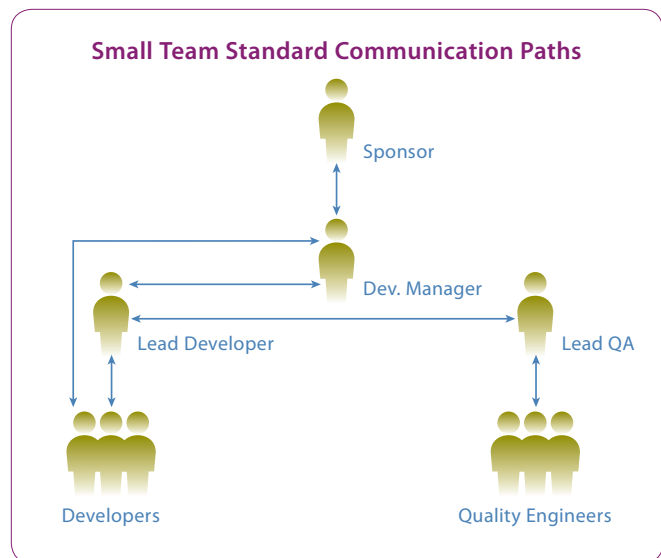 Small Team Standard Communication Paths
Sponsor
Dev. Manager
Lead Developer
Lead QA
Developers
Quality Engineers